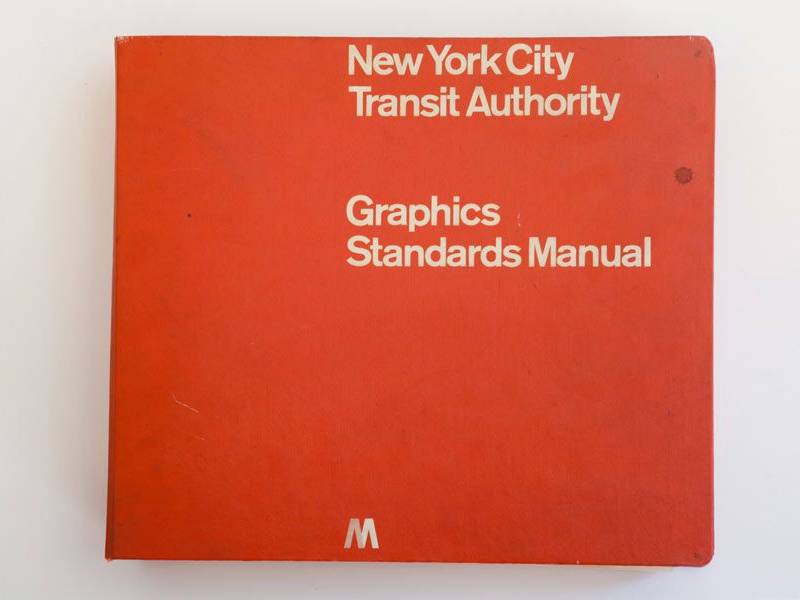 New York City
Transit Authority
Graphics
Standards Manual
M